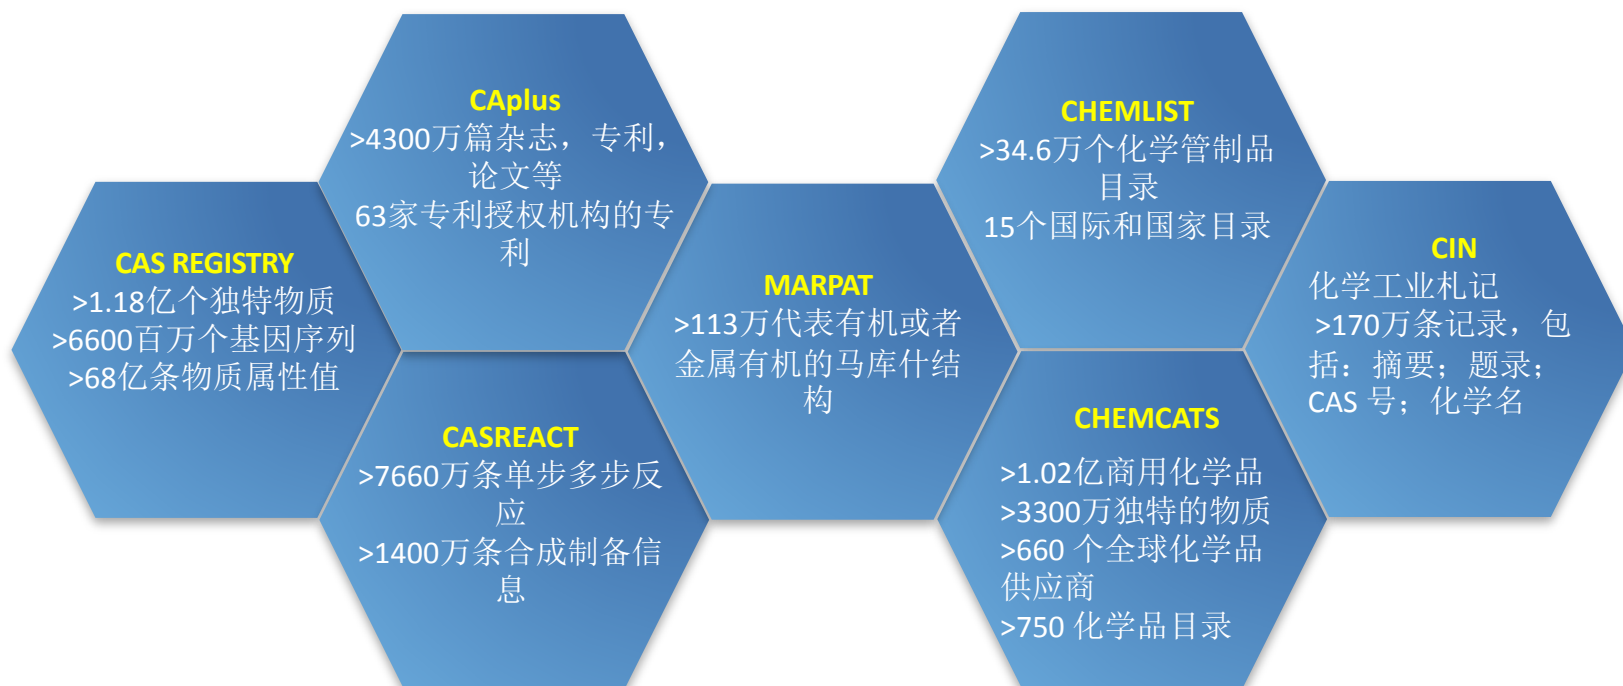 CAS REGISTRY
>1.18亿个独特物质
>6600百万个基因序列
>68亿条物质属性值
CAplus
>4300万篇杂志，专利，
论文等
63家专利授权机构的专
利
CASREACT
>7660万条单步多步反
应
>1400万条合成制备信
息
MARPAT
>113万代表有机或者
金属有机的马库什结
构
CHEMLIST
>34.6万个化学管制品
目录
15个国际和国家目录
CHEMCATS
>1.02亿商用化学品
>3300万独特的物质
>660 个全球化学品
供应商
>750 化学品目录
CIN
化学工业札记
>170万条记录，包
括：摘要；题录；
CAS 号；化学名